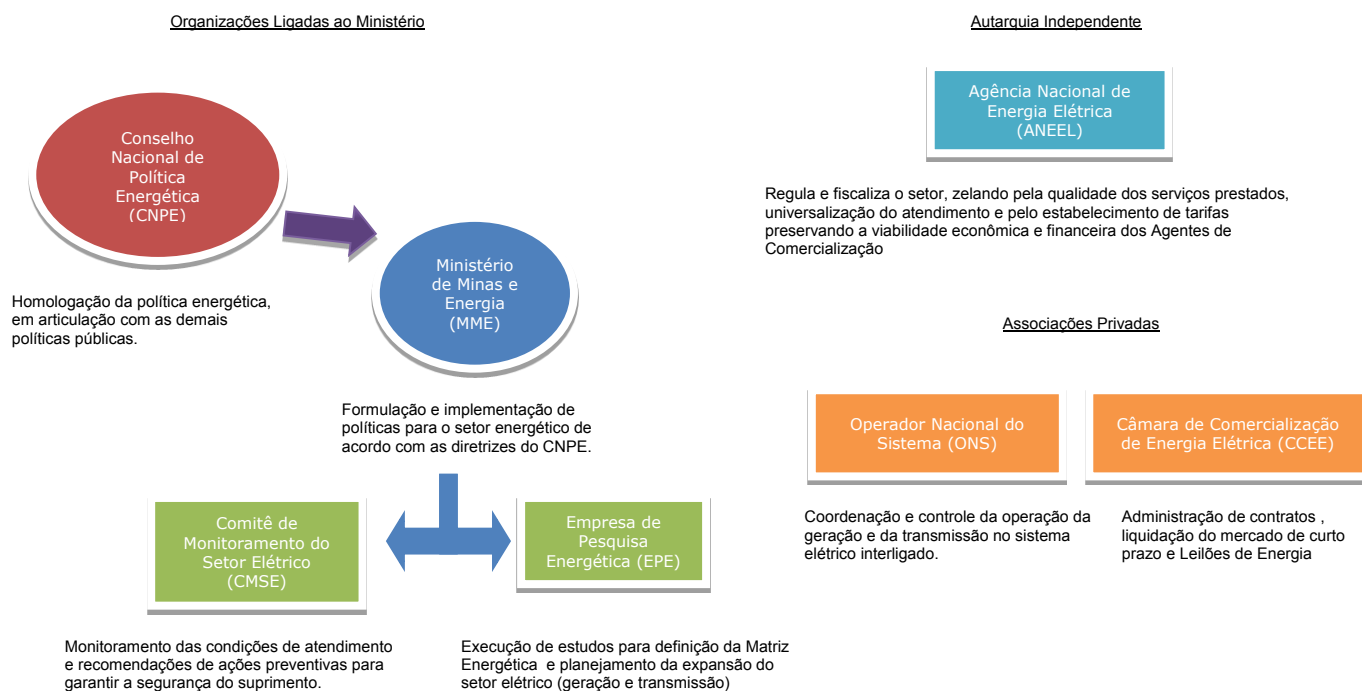 Organizações Ligadas ao Ministério
Conselho
Nacional de
Política
Energética
(CNPE)
Homologação da política energética,
em articulação com as demais
políticas públicas.
Ministério
de Minas e
Energia
(MME)
Formulação e implementação de
políticas para o setor energético de
acordo com as diretrizes do CNPE.
Comitê de
Monitoramento do
Setor Elétrico
(CMSE)
Monitoramento das condições de atendimento
e recomendações de ações preventivas para
garantir a segurança do suprimento.
Empresa de
Pesquisa
Energética (EPE)
Execução de estudos para definição da Matriz
Energética e planejamento da expansão do
setor elétrico (geração e transmissão)
Autarquia Independente
Agência Nacional de
Energia Elétrica
(ANEEL)
Regula e fiscaliza o setor, zelando pela qualidade dos serviços prestados,
universalização do atendimento e pelo estabelecimento de tarifas
preservando a viabilidade econômica e financeira dos Agentes de
Comercialização
Associações Privadas
Operador Nacional do
Sistema (ONS)
Coordenação e controle da operação da
geração e da transmissão no sistema
elétrico interligado.
Câmara de Comercialização
de Energia Elétrica (CCEE)
Administração de contratos ,
liquidação do mercado de curto
prazo e Leilões de Energia